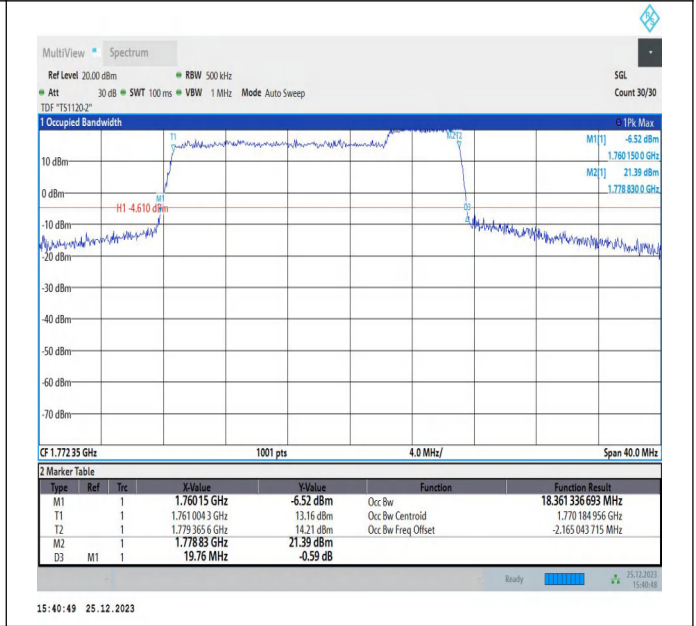 R&S
MultiView Spectrum
Ref Level 20.00 dBm RBW 500 kHz SGL
Att 30 dB SWT 100 ms VBW 1 MHz Mode Auto Sweep Count 30/30
TDF "TS1120-2"
1 Occupied Bandwidth 1Pk Max
M1[1] -6.52 dBm
1.760 150 0 GHz
M2[1] 21.39 dBm
1.778 830 0 GHz
T1
M2 T2
10 dBm
0 dBm
M1
H1 -4.610 dBm
D3
-10 dBm
-20 dBm
-30 dBm
-40 dBm
-50 dBm
-60 dBm
-70 dBm
CF 1.772 35 GHz 1001 pts 4.0 MHz/ Span 40.0 MHz
2 Marker Table
Type Ref Trc X-Value Y-Value Function Function Result
M1 1 1.76015 GHz -6.52 dBm Occ Bw 18.361 336 693 MHz
T1 1 1.761 004 3 GHz 13.16 dBm Occ Bw Centroid 1.770 184 956 GHz
T2 1 1.779 365 6 GHz 14.21 dBm Occ Bw Freq Offset -2.165 043 715 MHz
M2 1 1.77883 GHz 21.39 dBm
D3 M1 1 19.76 MHz -0.59 dB
Ready 25.12.2023
15:40:48
15:40:49 25.12.2023